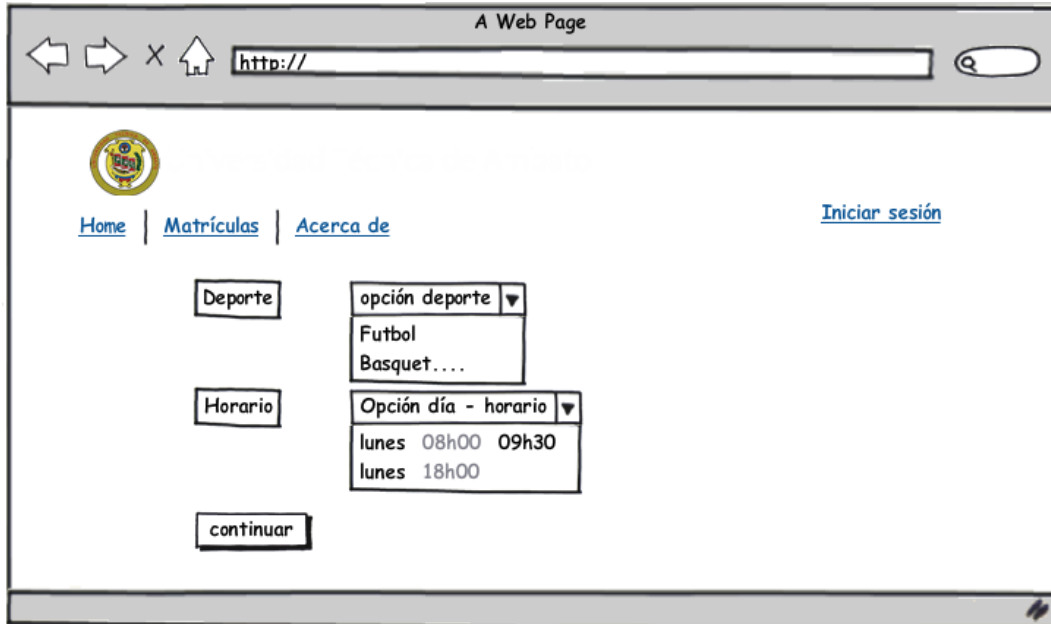 A Web Page
http://
Iniciar sesión
Home | Matrículas | Acerca de
Deporte
opción deporte
Futbol
Basquet....
Horario
Opción día - horario
lunes 08h00 09h30
lunes 18h00
continuar